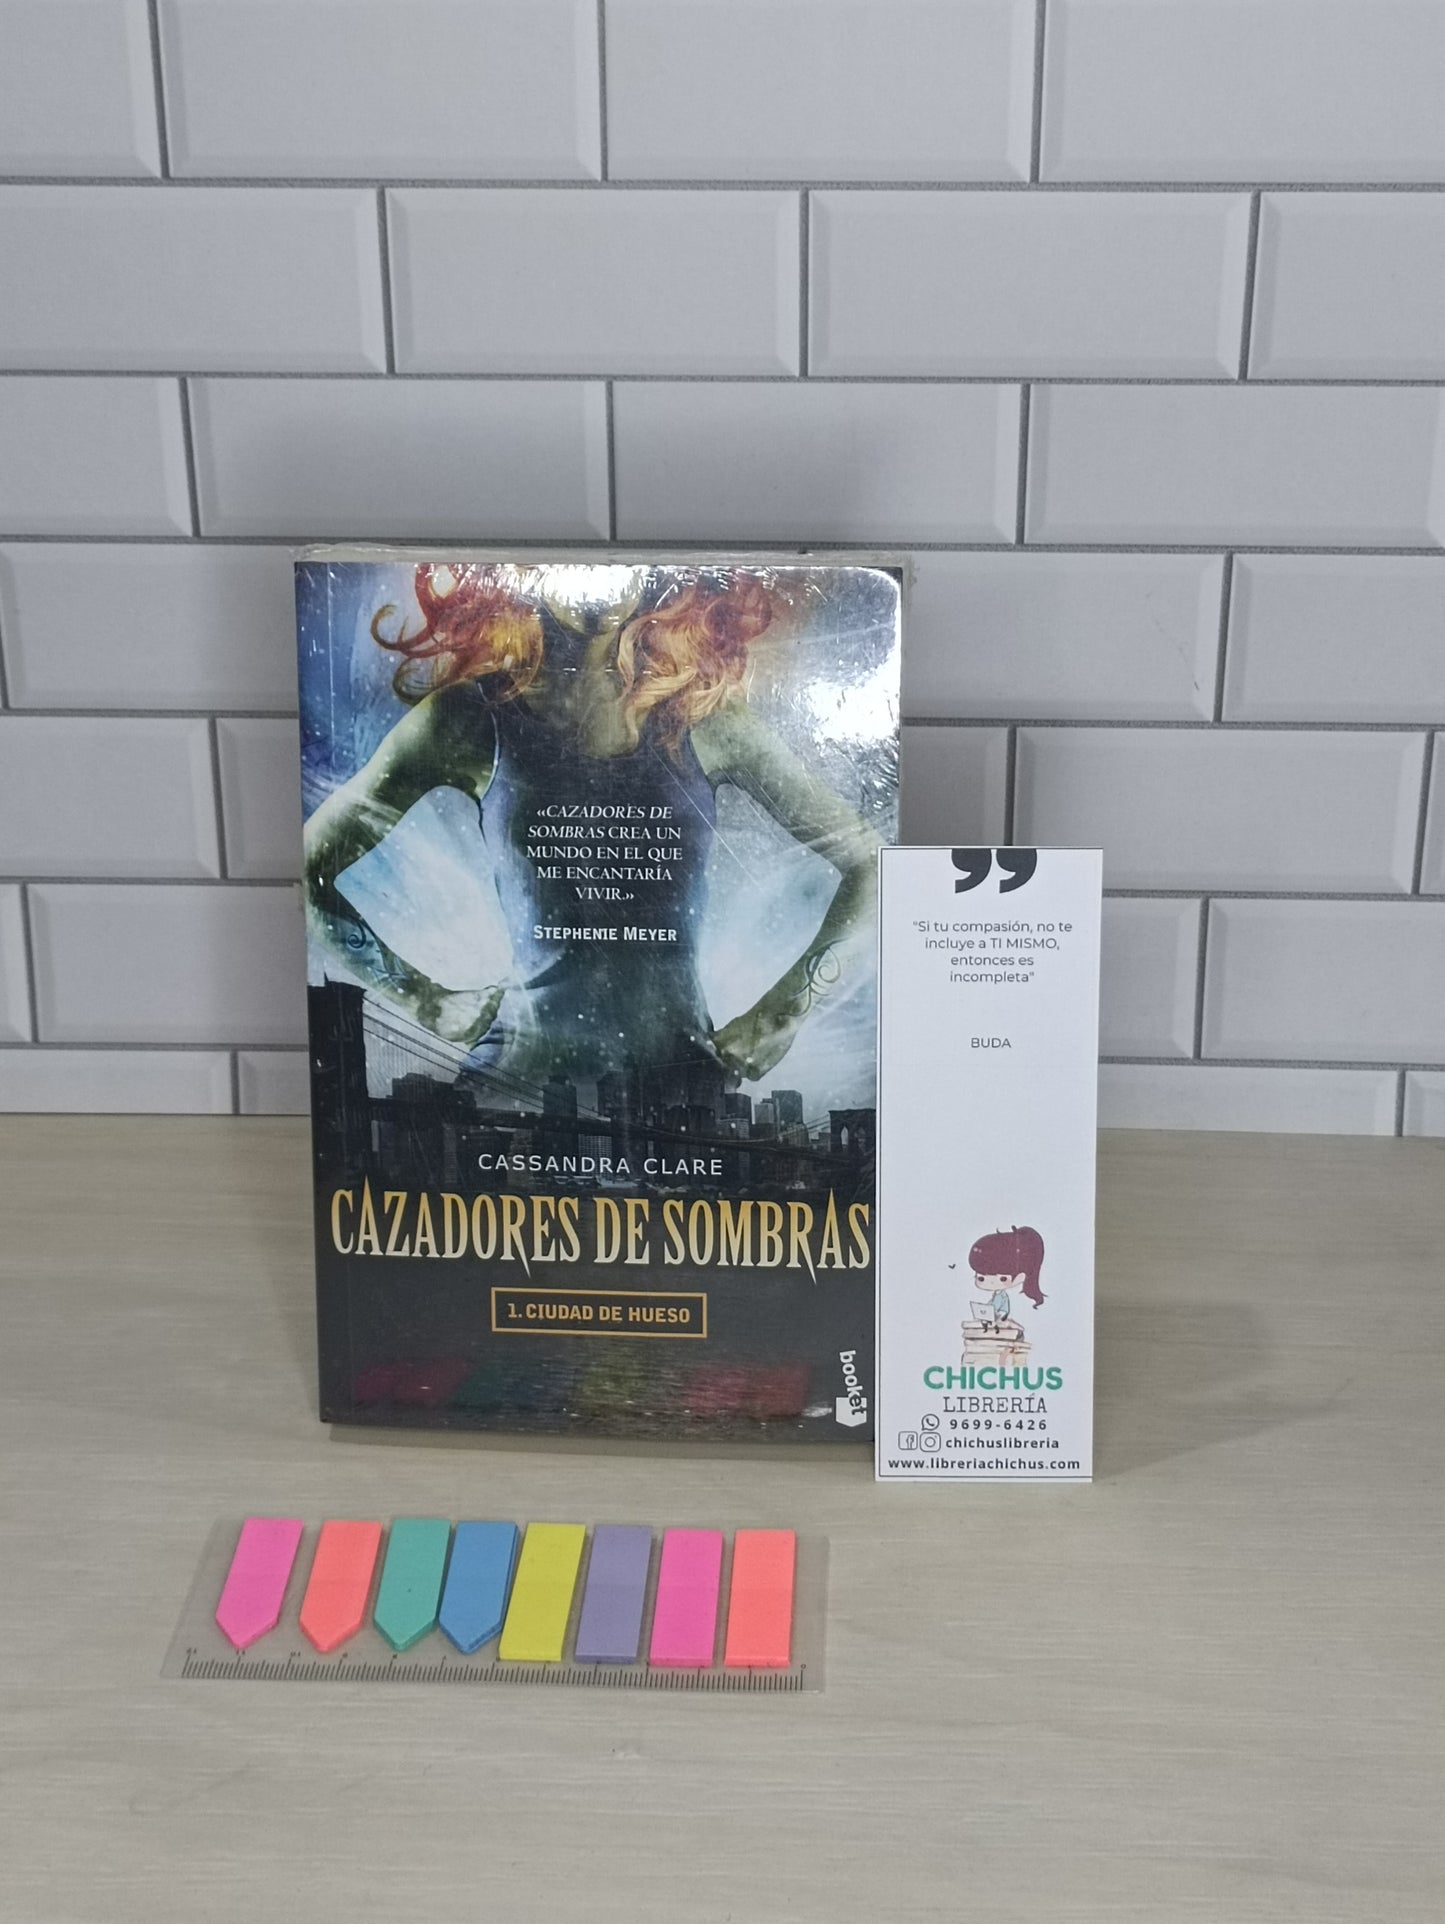 «CAZADORES DE
SOMBRAS CREA UN
MUNDO EN EL QUE
ME ENCANTARÍA
VIVIR.»
STEPHENIE MEYER
CASSANDRA CLARE
CAZADORES DE SOMBRAS
1. CIUDAD DE HUESO
booket
"Si tu compasión, no te
incluye a TI MISMO,
entonces es
incompleta"
BUDA
CHICHUS
LIBRERÍA
9699-6426
chichuslibreria
www.libreriachichus.com